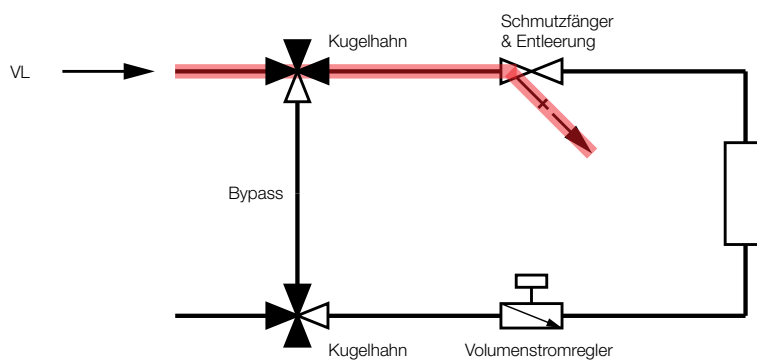 Schmutzfänger
& Entleerung
Kugelhahn
VL
Bypass
Kugelhahn
Volumenstromregler